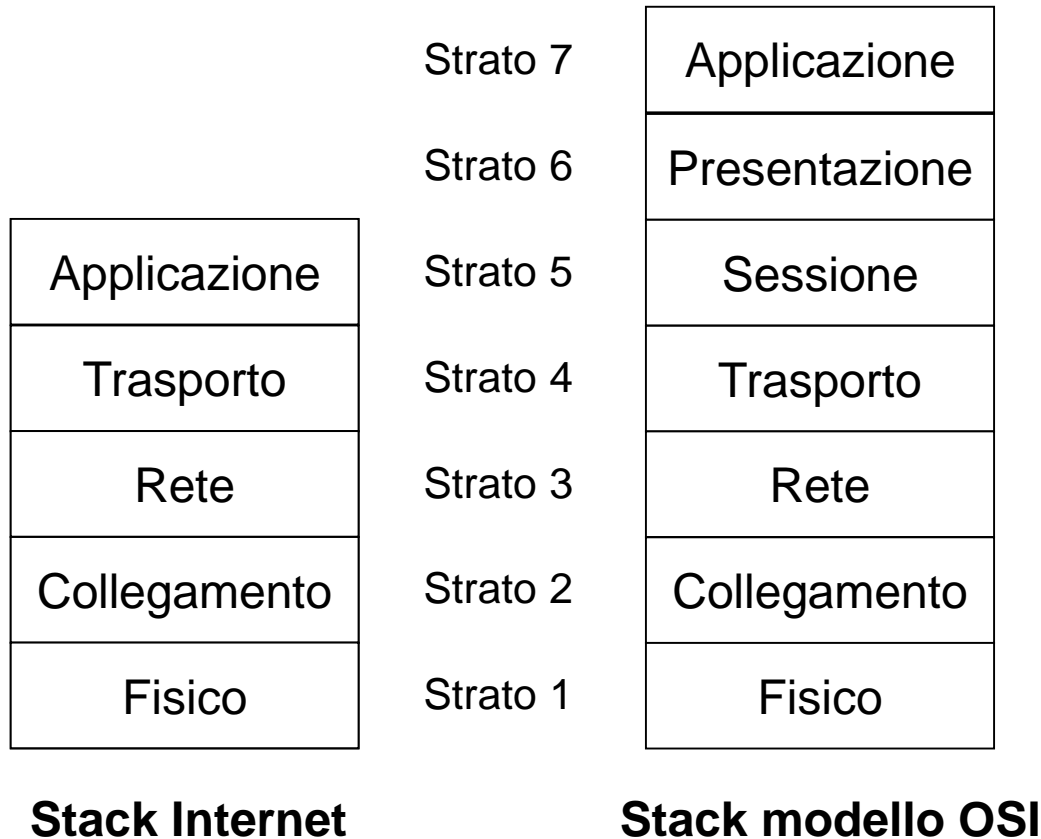 Strato 7 Applicazione
Strato 6 Presentazione
Applicazione Strato 5 Sessione
Trasporto Strato 4 Trasporto
Rete Strato 3 Rete
Collegamento Strato 2 Collegamento
Fisico Strato 1 Fisico
Stack Internet Stack modello OSI